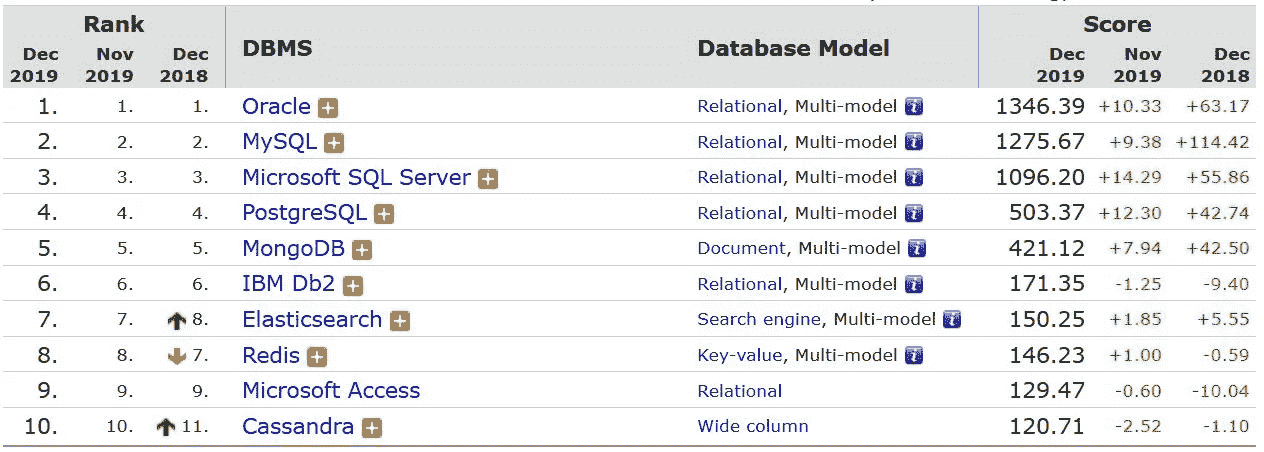 Rank Score
Dec Nov Dec DBMS Database Model Dec Nov Dec
2019 2019 2018 2019 2019 2018
1. 1. 1. Oracle + Relational, Multi-model i 1346.39 +10.33 +63.17
2. 2. 2. MySQL + Relational, Multi-model i 1275.67 +9.38 +114.42
3. 3. 3. Microsoft SQL Server + Relational, Multi-model i 1096.20 +14.29 +55.86
4. 4. 4. PostgreSQL + Relational, Multi-model i 503.37 +12.30 +42.74
5. 5. 5. MongoDB + Document, Multi-model i 421.12 +7.94 +42.50
6. 6. 6. IBM Db2 + Relational, Multi-model i 171.35 -1.25 -9.40
7. 7. 8. Elasticsearch + Search engine, Multi-model i 150.25 +1.85 +5.55
8. 8. 7. Redis + Key-value, Multi-model i 146.23 +1.00 -0.59
9. 9. 9. Microsoft Access Relational 129.47 -0.60 -10.04
10. 10. 11. Cassandra + Wide column 120.71 -2.52 -1.10